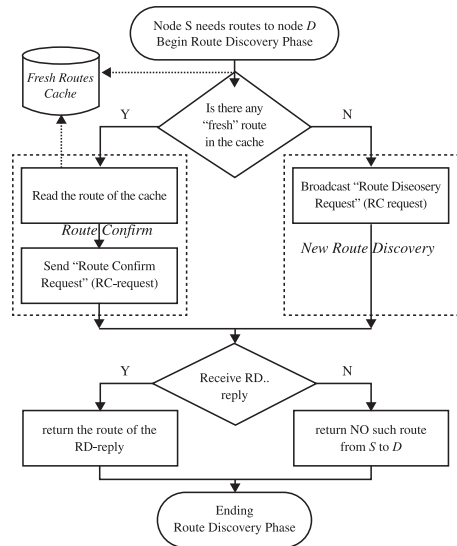 Node S needs routes to node D
Begin Route Discovery Phase
Fresh Routes
Cache
Is there any
"fresh" route
in the cache
Y
N
Read the route of the cache
Route Confirm
Send "Route Confirm
Request" (RC-request)
Broadcast "Route Diseosery
Request" (RC request)
New Route Discovery
Receive RD..
reply
Y
N
return the route of the
RD-reply
return NO such route
from S to D
Ending
Route Discovery Phase